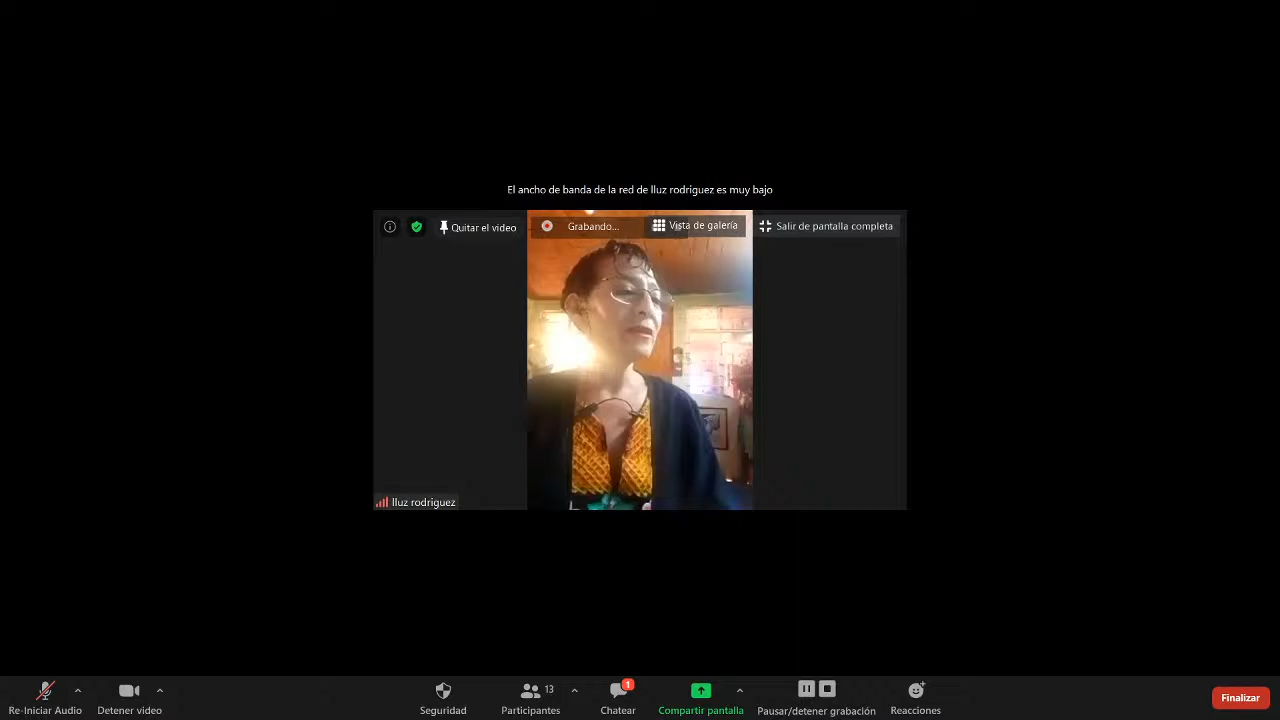 El ancho de banda de la red de lluz rodriguez es muy bajo
Quitar el video
Grabando...
Vista de galería
Salir de pantalla completa
lluz rodriguez
Re-Iniciar Audio
Detener video
Seguridad
13
Participantes
1
Chatear
Compartir pantalla
Pausar/detener grabación
Reacciones
Finalizar